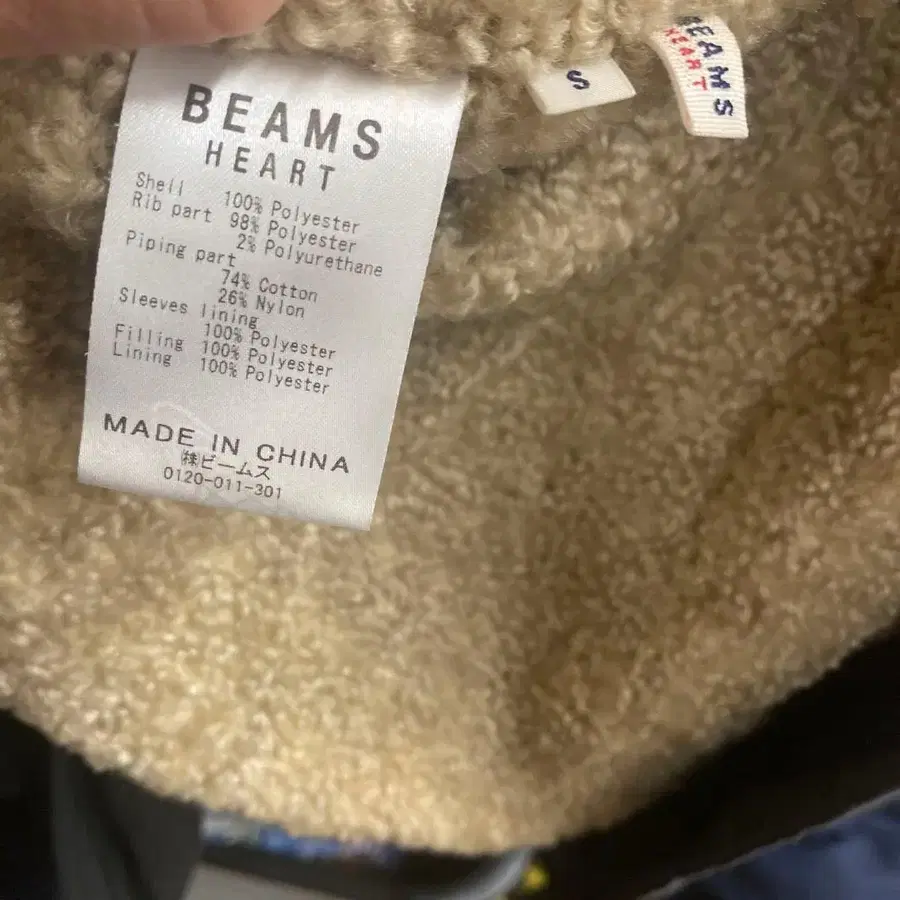 BEAMS
HEART
Shell 100% Polyester
Rib part 98% Polyester
2% Polyurethane
Piping part
74% Cotton
26% Nylon
Sleeves lining
100% Polyester
Filling 100% Polyester
Lining 100% Polyester
MADE IN CHINA
㈱ビームス
0120-011-301
S
BEAMS
HEART